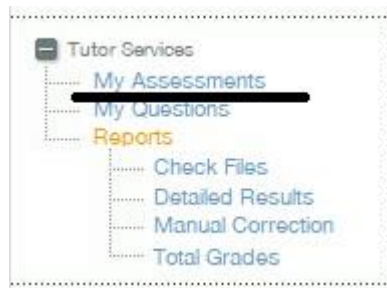 Tutor Services
My Assessments
My Questions
Reports
Check Files
Detailed Results
Manual Correction
Total Grades